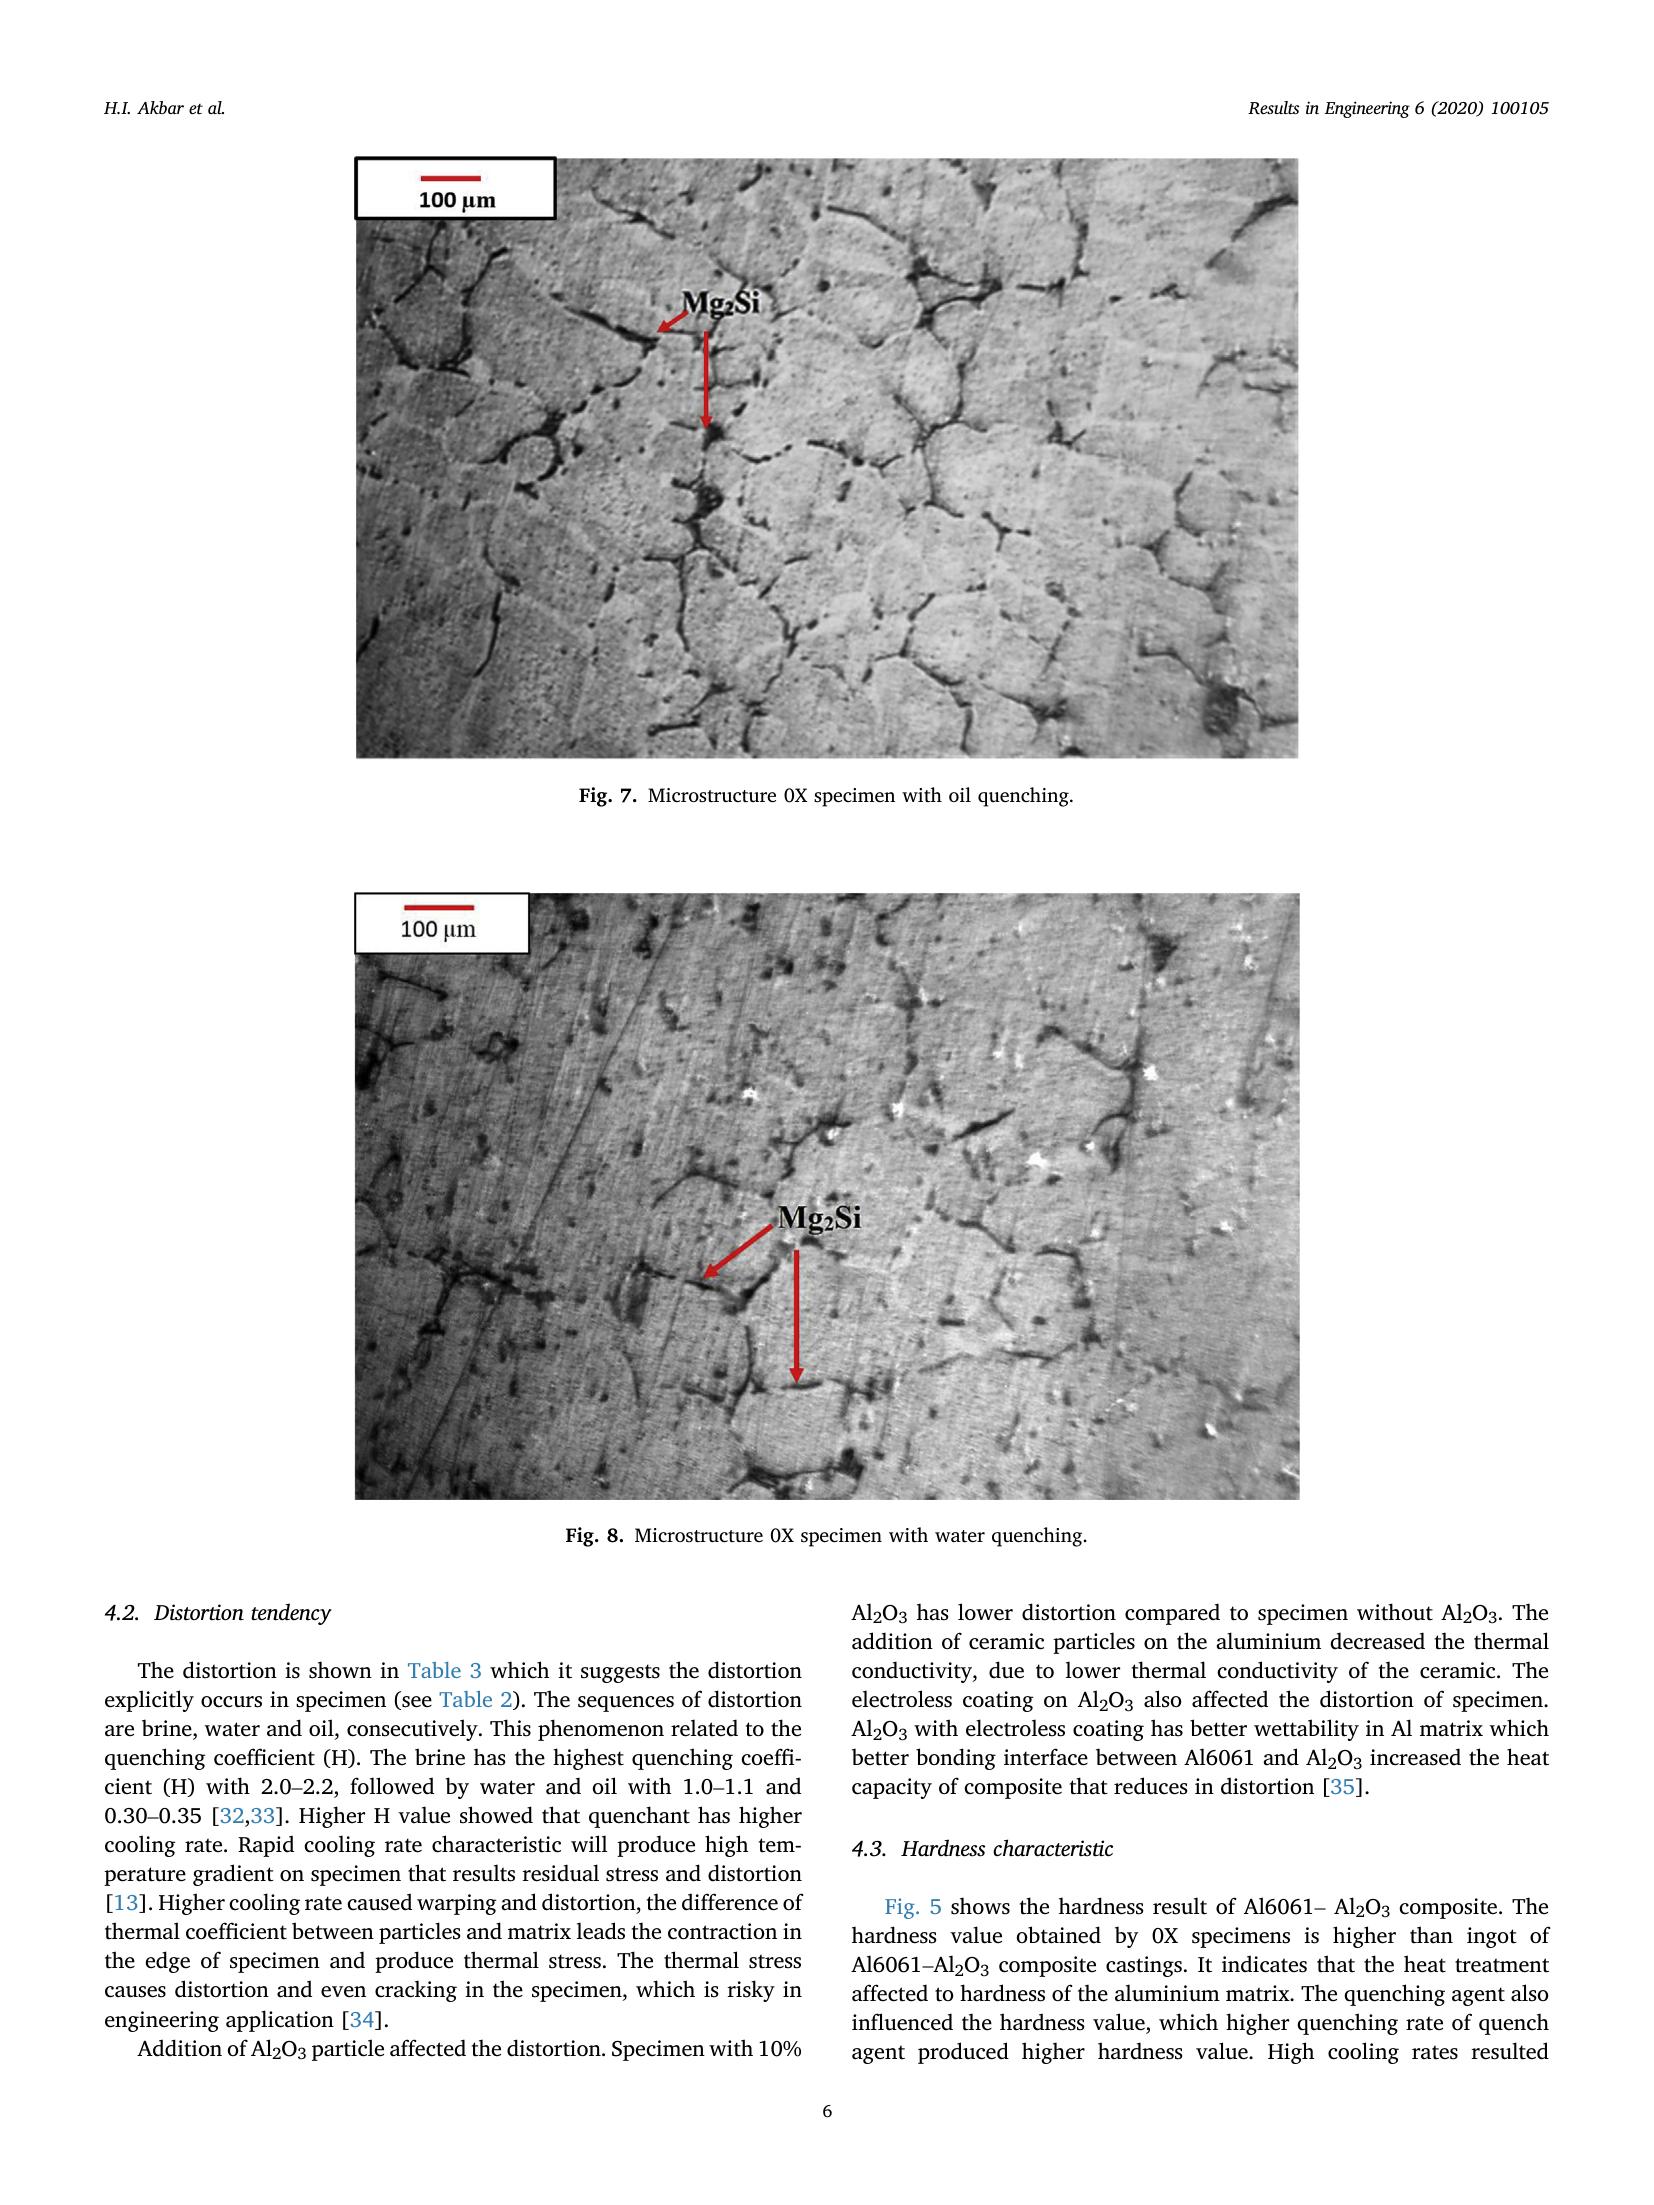 H.I. Akbar et al.
Results in Engineering 6 (2020) 100105
100 µm
Mg₂Si
Fig. 7. Microstructure 0X specimen with oil quenching.
100 µm
Mg₂Si
Fig. 8. Microstructure 0X specimen with water quenching.
4.2. Distortion tendency
The distortion is shown in Table 3 which it suggests the distortion
explicitly occurs in specimen (see Table 2). The sequences of distortion
are brine, water and oil, consecutively. This phenomenon related to the
quenching coefficient (H). The brine has the highest quenching coeffi-
cient (H) with 2.0–2.2, followed by water and oil with 1.0–1.1 and
0.30–0.35 [32,33]. Higher H value showed that quenchant has higher
cooling rate. Rapid cooling rate characteristic will produce high tem-
perature gradient on specimen that results residual stress and distortion
[13]. Higher cooling rate caused warping and distortion, the difference of
thermal coefficient between particles and matrix leads the contraction in
the edge of specimen and produce thermal stress. The thermal stress
causes distortion and even cracking in the specimen, which is risky in
engineering application [34].
Addition of Al₂O₃ particle affected the distortion. Specimen with 10%
Al₂O₃ has lower distortion compared to specimen without Al₂O₃. The
addition of ceramic particles on the aluminium decreased the thermal
conductivity, due to lower thermal conductivity of the ceramic. The
electroless coating on Al₂O₃ also affected the distortion of specimen.
Al₂O₃ with electroless coating has better wettability in Al matrix which
better bonding interface between Al6061 and Al₂O₃ increased the heat
capacity of composite that reduces in distortion [35].
4.3. Hardness characteristic
Fig. 5 shows the hardness result of Al6061– Al₂O₃ composite. The
hardness value obtained by 0X specimens is higher than ingot of
Al6061–Al₂O₃ composite castings. It indicates that the heat treatment
affected to hardness of the aluminium matrix. The quenching agent also
influenced the hardness value, which higher quenching rate of quench
agent produced higher hardness value. High cooling rates resulted
6